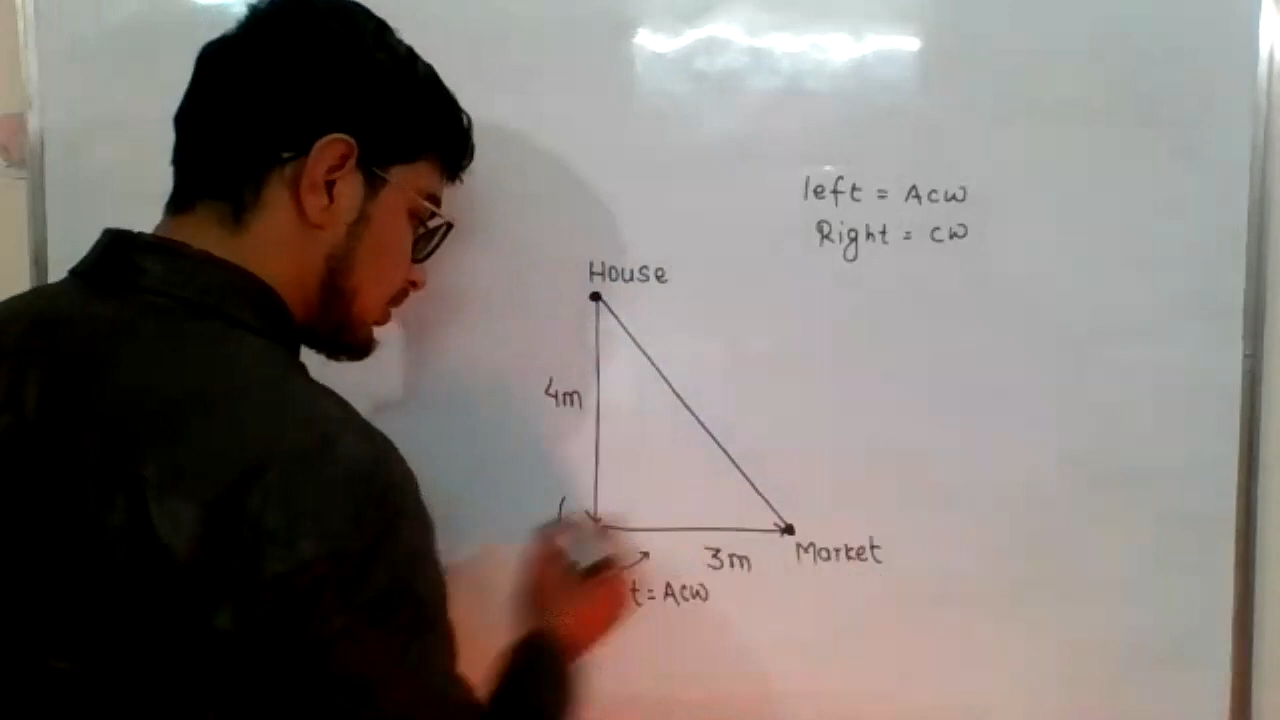 left = ACW
Right = CW
House
4m
3m
Market
t = ACW